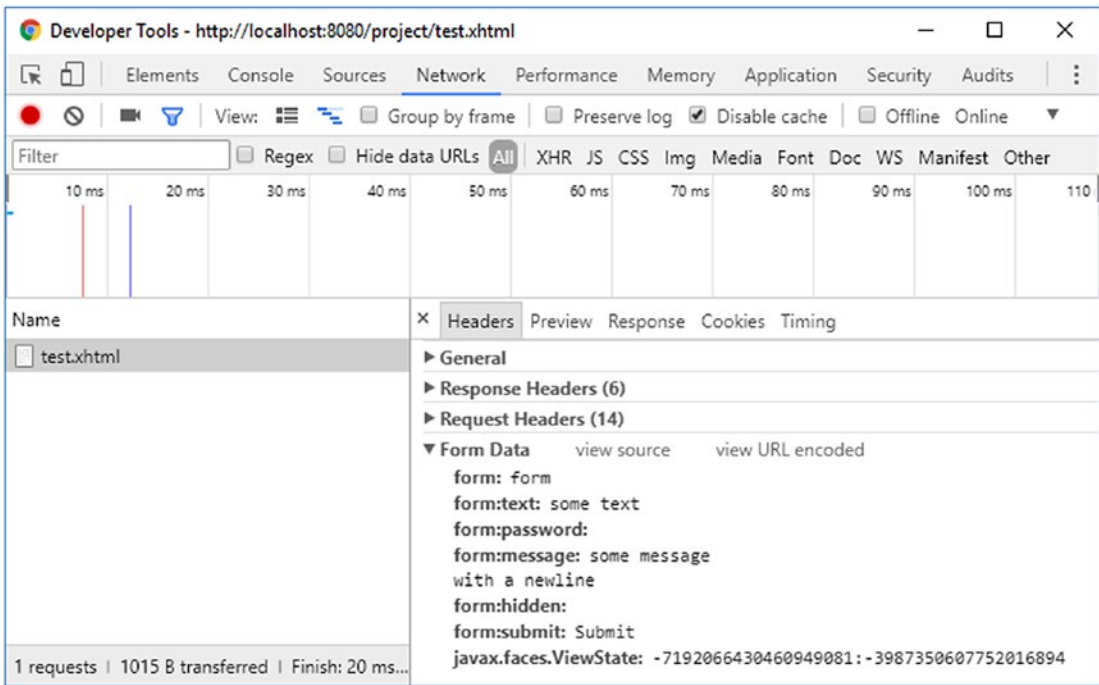 Developer Tools - http://localhost:8080/project/test.xhtml
Elements Console Sources Network Performance Memory Application Security Audits
View: Group by frame Preserve log Disable cache Offline Online
Filter Regex Hide data URLs All XHR JS CSS Img Media Font Doc WS Manifest Other
10 ms 20 ms 30 ms 40 ms 50 ms 60 ms 70 ms 80 ms 90 ms 100 ms 110
Name
test.xhtml
1 requests | 1015 B transferred | Finish: 20 ms...
× Headers Preview Response Cookies Timing
General
Response Headers (6)
Request Headers (14)
Form Data view source view URL encoded
form: form
form:text: some text
form:password:
form:message: some message
with a newline
form:hidden:
form:submit: Submit
javax.faces.ViewState: -7192066430460949081:-3987350607752016894